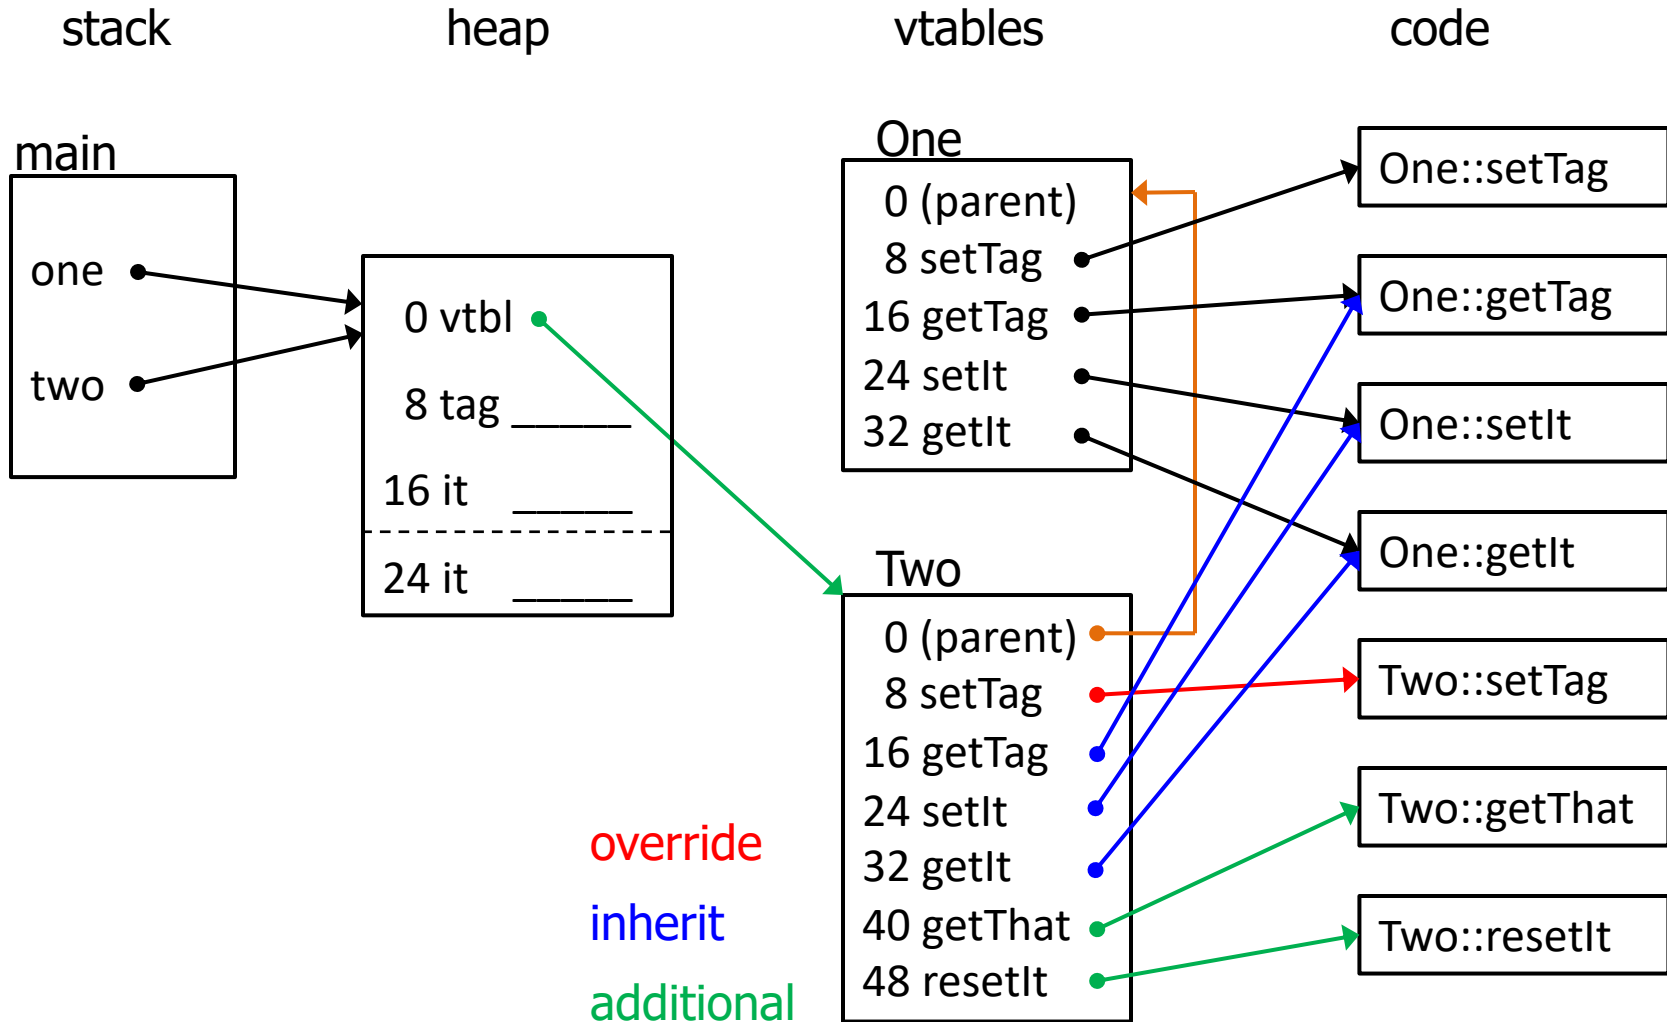 stack heap vtables code
main
one
two
0 vtbl
8 tag _____
16 it _____
24 it _____
One
0 (parent)
8 setTag
16 getTag
24 setIt
32 getIt
Two
0 (parent)
8 setTag
16 getTag
24 setIt
32 getIt
40 getThat
48 resetIt
One::setTag
One::getTag
One::setIt
One::getIt
Two::setTag
Two::getThat
Two::resetIt
override
inherit
additional